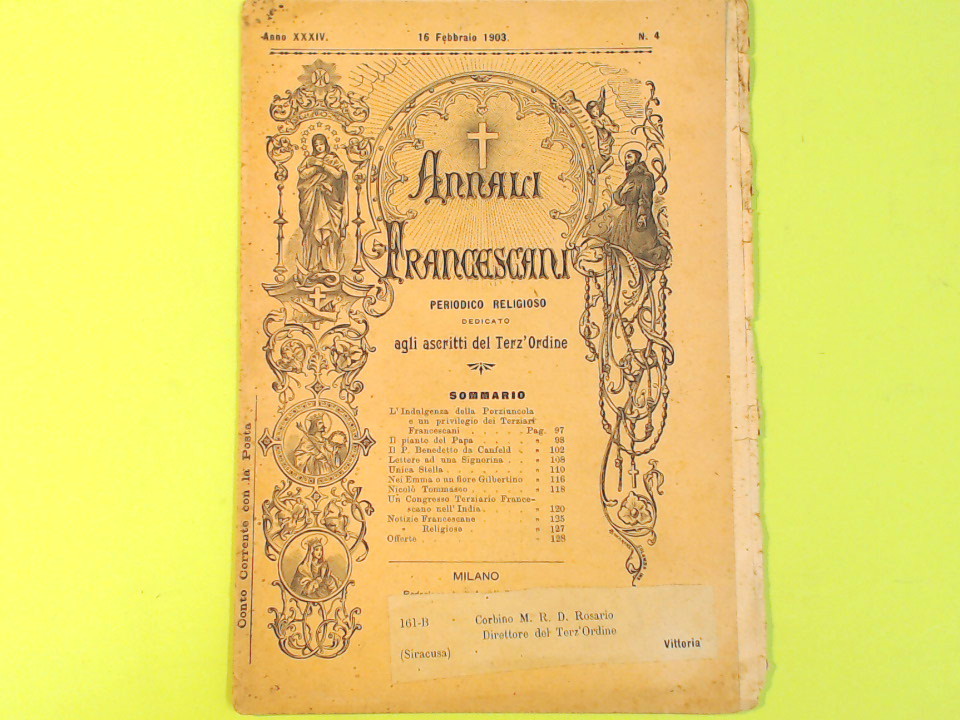 Anno XXXIV. 16 Febbraio 1903. N. 4
ANNALI
FRANCESCANI
PERIODICO RELIGIOSO
DEDICATO
agli ascritti del Terz'Ordine
SOMMARIO
L'Indulgenza della Porziuncola
e un privilegio dei Terziari
Francescani . . . . . Pag. 97
Il pianto del Papa . . . . . " 98
Il P. Benedetto da Canfeld . . " 102
Lettere ad una Signorina . . " 108
Unica Stella . . . . . . . " 110
Nei Emma o un fiore Gilbertino " 116
Nicolò Tommaseo . . . . . " 118
Un Congresso Terziario France-
scano nell'India . . . . . " 120
Notizie Francescane . . . " 125
" Religiose . . . . . " 127
Offerte . . . . . . . . . " 128
MILANO
161-B Corbino M. R. D. Rosario
Direttore del Terz'Ordine
Vittoria
(Siracusa)
Conto Corrente con la Posta